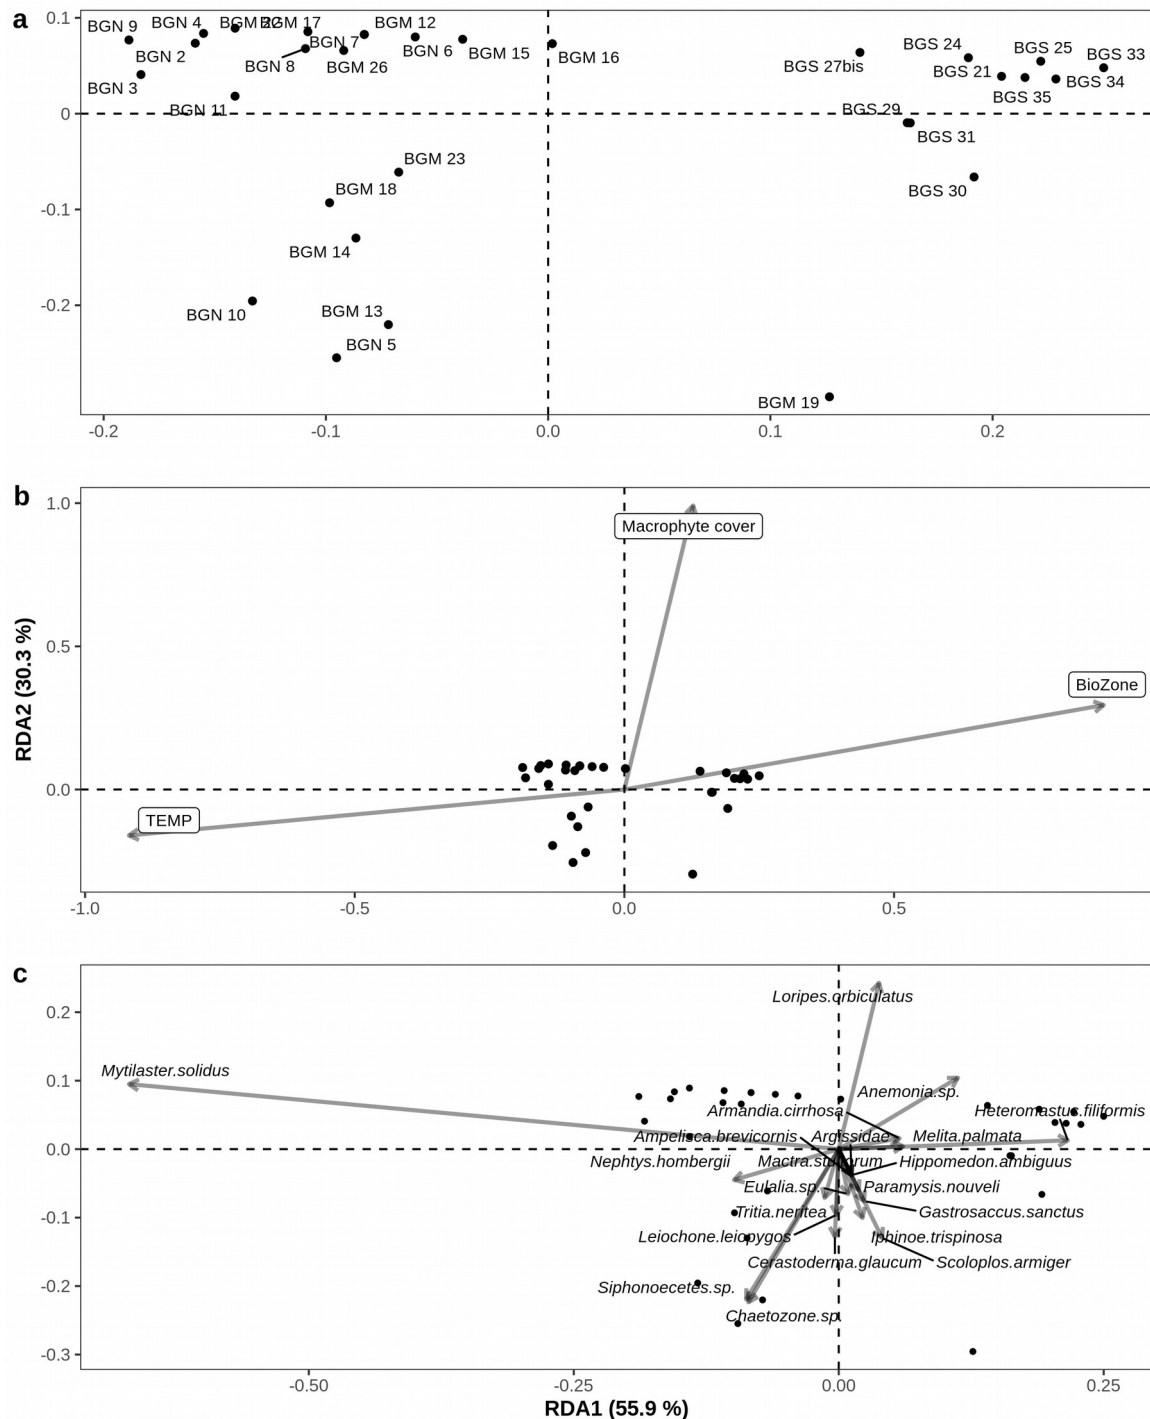 a
0.1
0
-0.1
-0.2
BGN 9
BGN 4
BGM 17
BGM 12
BGN 2
BGN 7
BGN 6
BGN 8
BGM 26
BGM 15
BGM 16
BGN 3
BGN 11
BGM 23
BGM 18
BGM 14
BGN 10
BGM 13
BGN 5
BGM 19
BGS 24
BGS 25
BGS 33
BGS 27bis
BGS 21
BGS 34
BGS 35
BGS 29
BGS 31
BGS 30
-0.2
-0.1
0.0
0.1
0.2
b
1.0
0.5
0.0
RDA2 (30.3 %)
Macrophyte cover
BioZone
TEMP
-1.0
-0.5
0.0
0.5
c
0.2
0.1
0.0
-0.1
-0.2
-0.3
Loripes.orbiculatus
Mytilaster.solidus
Anemonia.sp.
Armandia.cirrhosa
Heteromastus.filiformis
Ampelisca.brevicornis
Argissidae
Melita.palmata
Nephtys.hombergii
Mactra.stultorum
Hippomedon.ambiguus
Eulalia.sp.
Paramysis.nouveli
Tritia.neritea
Gastrosaccus.sanctus
Leiochone.leiopygos
Iphinoe.trispinosa
Cerastoderma.glaucum
Scoloplos.armiger
Siphonoecetes.sp.
Chaetozone.sp.
-0.50
-0.25
0.00
0.25
RDA1 (55.9 %)